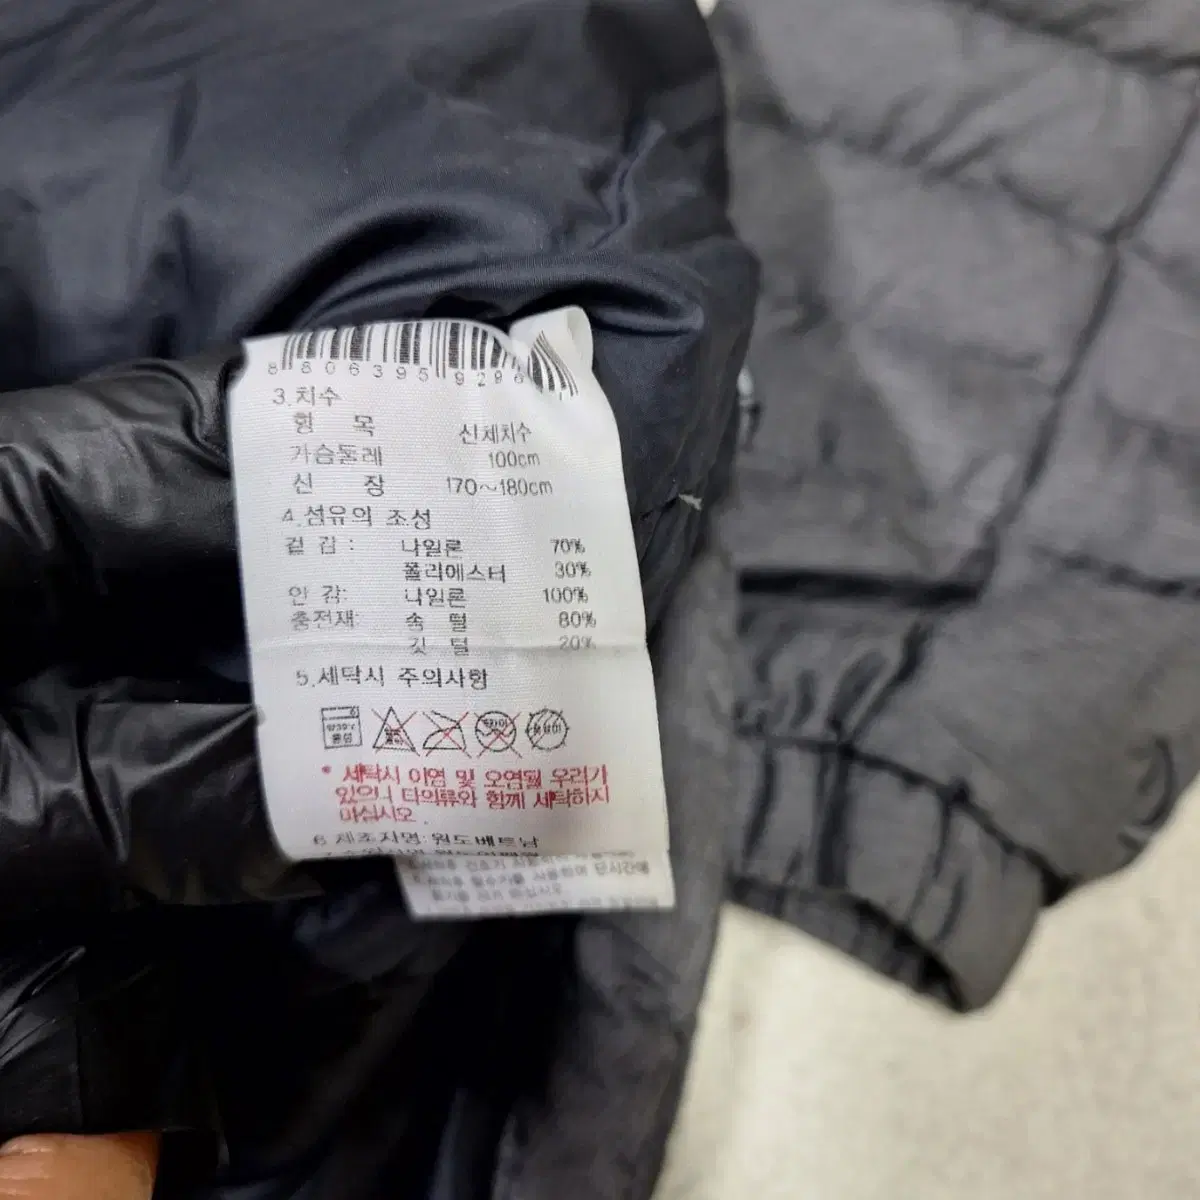 8 806395 9296
3.치수
항 목 신체치수
가슴둘레 100cm
신 장 170~180cm
4.섬유의 조성
겉 감 : 나일론 70%
폴리에스터 30%
안 감: 나일론 100%
충전재: 솜 털 80%
깃 털 20%
5.세탁시 주의사항
* 세탁시 이염 및 오염될 우려가
있으니 타의류와 함께 세탁하지
마십시오.
6.제조자명: 원도베트남